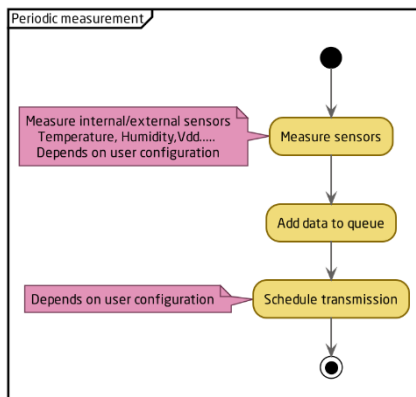 Periodic measurement
Measure internal/external sensors
Temperature, Humidity,Vdd.....
Depends on user configuration
Measure sensors
Add data to queue
Depends on user configuration
Schedule transmission